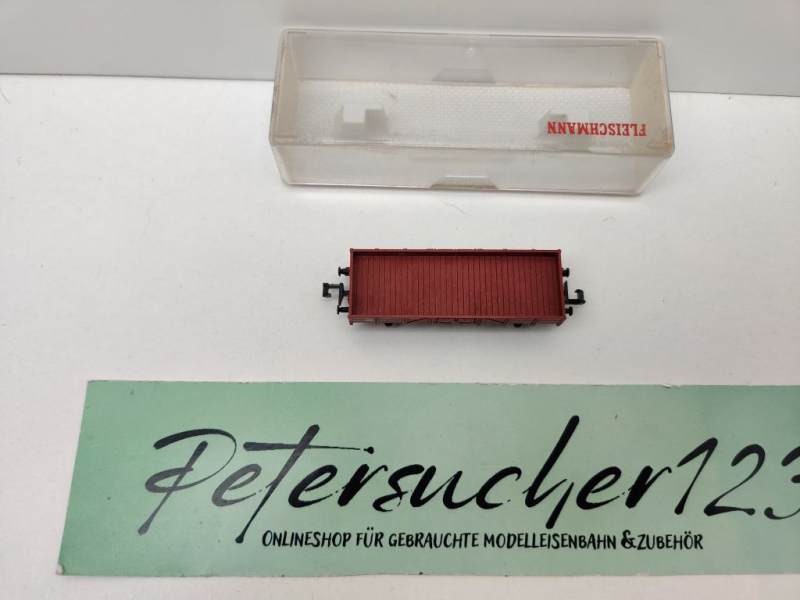 FLEISCHMANN
Petersucher123
ONLINESHOP FÜR GEBRAUCHTE MODELLEISENBAHN & ZUBEHÖR